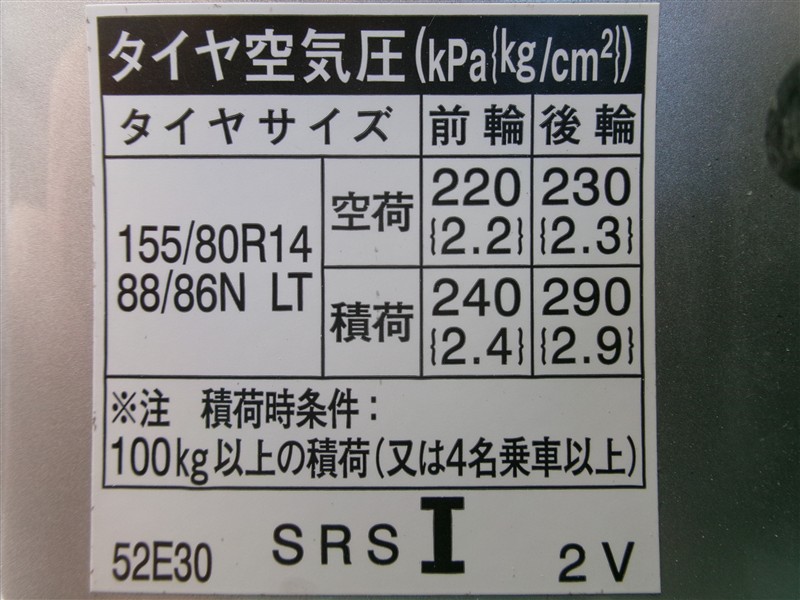 タイヤ空気圧(kPa{kg/cm²})
タイヤサイズ 前輪 後輪
155/80R14 88/86N LT
空荷 220{2.2} 230{2.3}
積荷 240{2.4} 290{2.9}
※注 積荷時条件:
100kg以上の積荷(又は4名乗車以上)
52E30 SRS I 2V